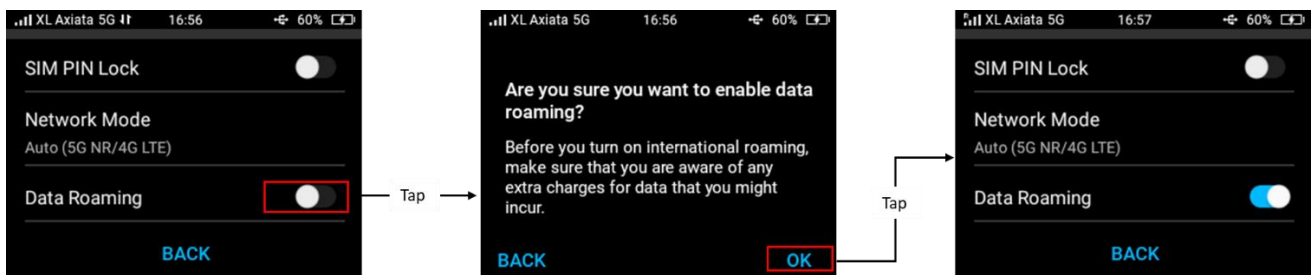 XL Axiata 5G 16:56 60%
SIM PIN Lock
Network Mode
Auto (5G NR/4G LTE)
Data Roaming
BACK
Tap
XL Axiata 5G 16:56 60%
Are you sure you want to enable data
roaming?
Before you turn on international roaming,
make sure that you are aware of any
extra charges for data that you might
incur.
BACK OK
Tap
R XL Axiata 5G 16:57 60%
SIM PIN Lock
Network Mode
Auto (5G NR/4G LTE)
Data Roaming
BACK